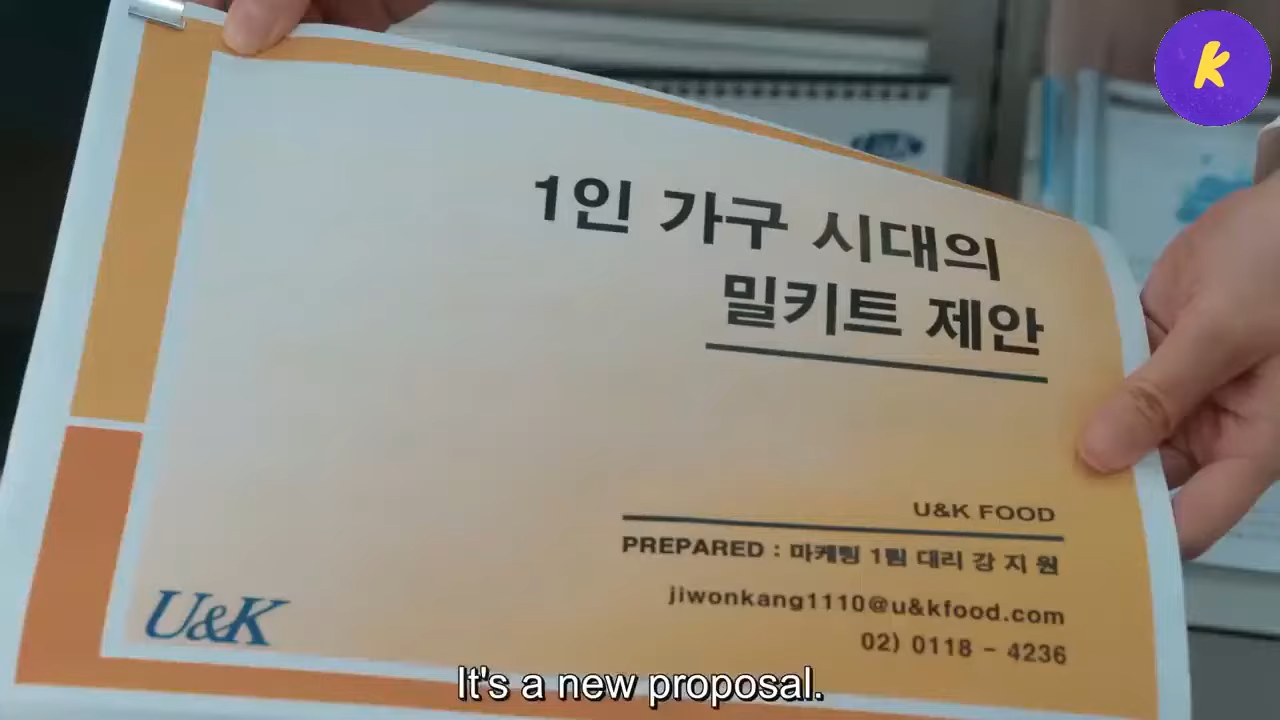 1인 가구 시대의
밀키트 제안
U&K FOOD
PREPARED : 마케팅 1팀 대리 강 지 원
jiwonkang1110@u&kfood.com
02) 0118 - 4236
U&K
It's a new proposal.